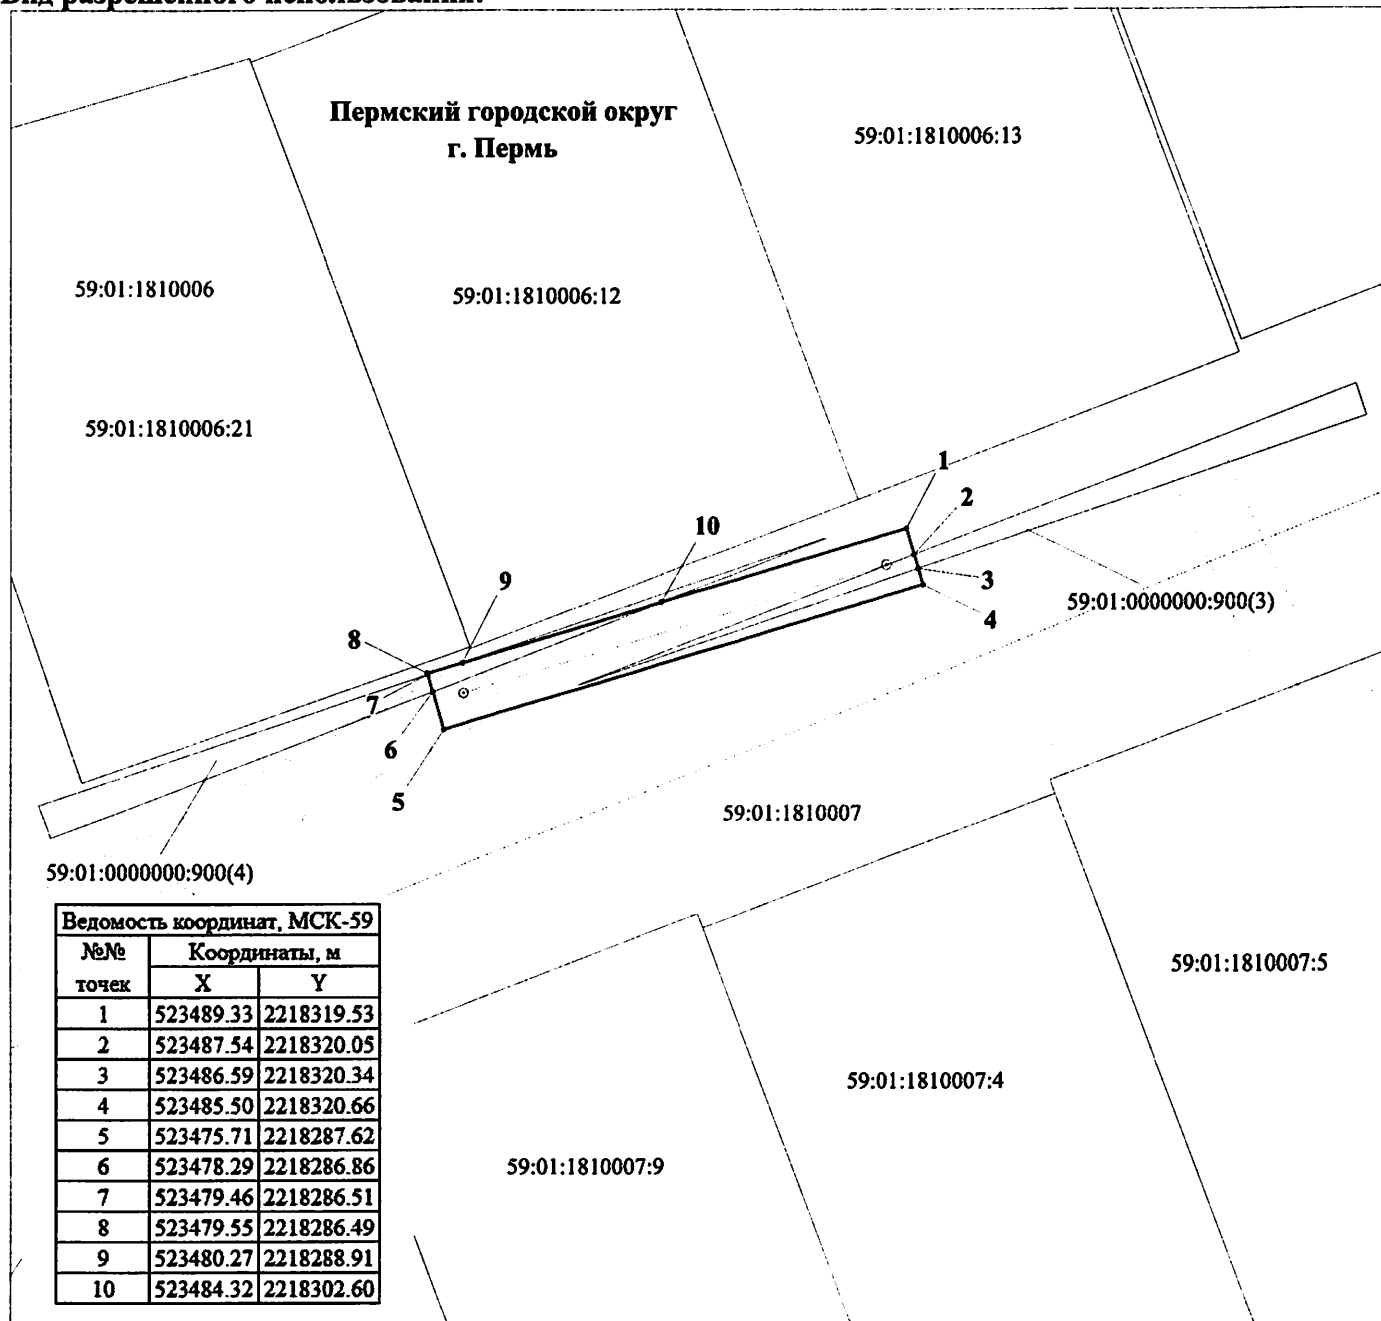 Вид разрешенного использования:
Пермский городской округ
г. Пермь
59:01:1810006:13
59:01:1810006
59:01:1810006:12
59:01:1810006:21
1
2
10
3
9
59:01:0000000:900(3)
4
8
7
6
5
59:01:1810007
59:01:0000000:900(4)
Ведомость координат, МСК-59
№№ точек Координаты, м
X Y
1 523489.33 2218319.53
2 523487.54 2218320.05
3 523486.59 2218320.34
4 523485.50 2218320.66
5 523475.71 2218287.62
6 523478.29 2218286.86
7 523479.46 2218286.51
8 523479.55 2218286.49
9 523480.27 2218288.91
10 523484.32 2218302.60
59:01:1810007:5
59:01:1810007:4
59:01:1810007:9